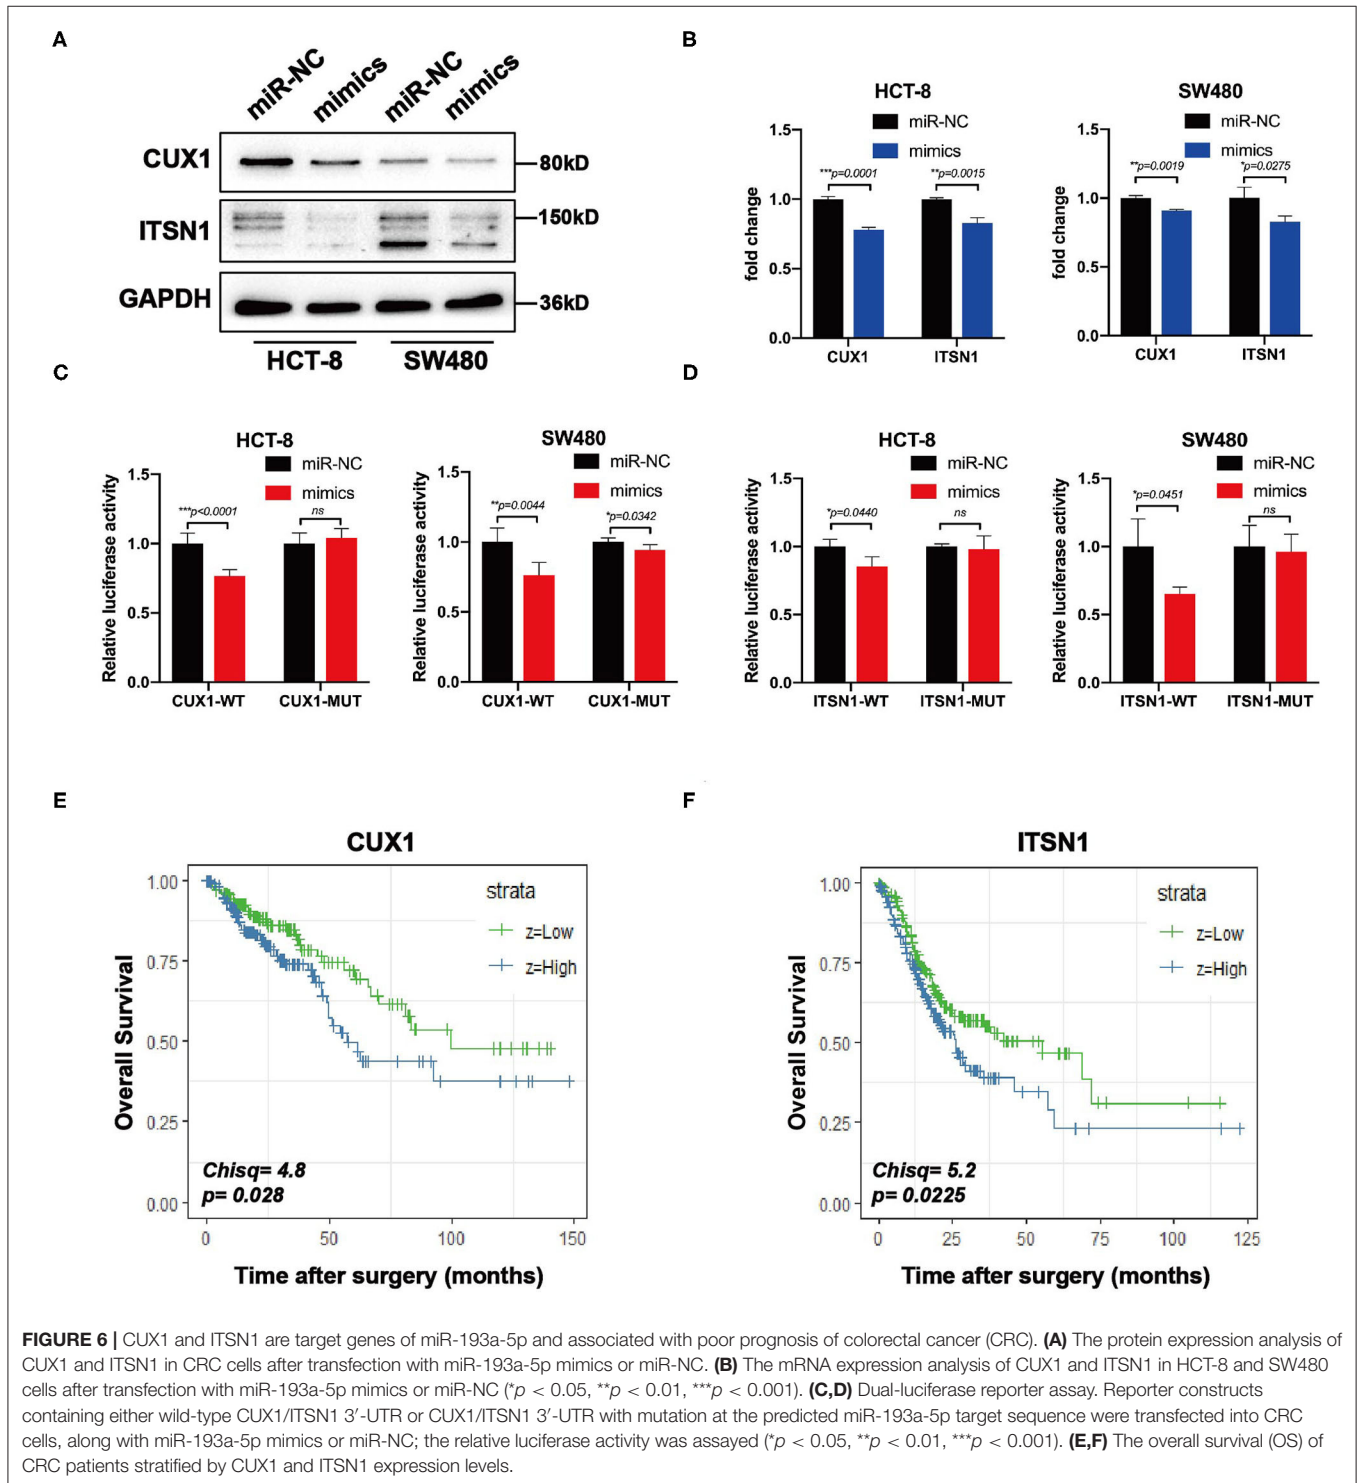 A
miR-NC
mimics
miR-NC
mimics
CUX1
80kD
ITSN1
150kD
GAPDH
36kD
HCT-8
SW480
B
HCT-8
miR-NC
mimics
fold change
1.5
1.0
0.5
0.0
***p=0.0001
**p=0.0015
CUX1
ITSN1
SW480
miR-NC
mimics
fold change
1.5
1.0
0.5
0.0
**p=0.0019
*p=0.0275
CUX1
ITSN1
C
HCT-8
miR-NC
mimics
Relative luciferase activity
1.5
1.0
0.5
0.0
***p<0.0001
ns
CUX1-WT
CUX1-MUT
SW480
miR-NC
mimics
Relative luciferase activity
1.5
1.0
0.5
0.0
**p=0.0044
*p=0.0342
CUX1-WT
CUX1-MUT
D
HCT-8
miR-NC
mimics
Relative luciferase activity
1.5
1.0
0.5
0.0
*p=0.0440
ns
ITSN1-WT
ITSN1-MUT
SW480
miR-NC
mimics
Relative luciferase activity
1.5
1.0
0.5
0.0
*p=0.0451
ns
ITSN1-WT
ITSN1-MUT
E
CUX1
Overall Survival
1.00
0.75
0.50
0.25
0.00
strata
z=Low
z=High
Chisq= 4.8
p= 0.028
0 50 100 150
Time after surgery (months)
F
ITSN1
Overall Survival
1.00
0.75
0.50
0.25
0.00
strata
z=Low
z=High
Chisq= 5.2
p= 0.0225
0 25 50 75 100 125
Time after surgery (months)
FIGURE 6 | CUX1 and ITSN1 are target genes of miR-193a-5p and associated with poor prognosis of colorectal cancer (CRC). (A) The protein expression analysis of
CUX1 and ITSN1 in CRC cells after transfection with miR-193a-5p mimics or miR-NC. (B) The mRNA expression analysis of CUX1 and ITSN1 in HCT-8 and SW480
cells after transfection with miR-193a-5p mimics or miR-NC (*p < 0.05, **p < 0.01, ***p < 0.001). (C,D) Dual-luciferase reporter assay. Reporter constructs
containing either wild-type CUX1/ITSN1 3′-UTR or CUX1/ITSN1 3′-UTR with mutation at the predicted miR-193a-5p target sequence were transfected into CRC
cells, along with miR-193a-5p mimics or miR-NC; the relative luciferase activity was assayed (*p < 0.05, **p < 0.01, ***p < 0.001). (E,F) The overall survival (OS) of
CRC patients stratified by CUX1 and ITSN1 expression levels.